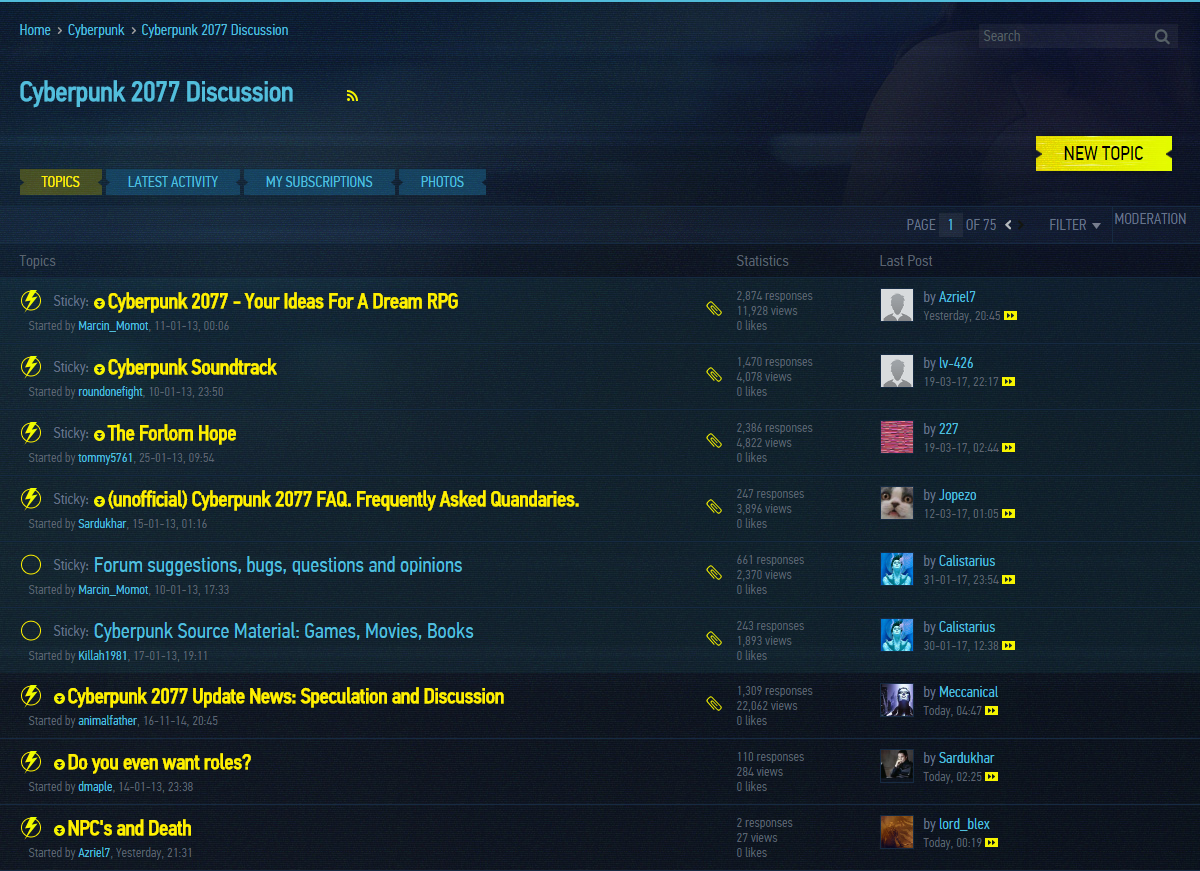 Home > Cyberpunk > Cyberpunk 2077 Discussion
Search
Cyberpunk 2077 Discussion
NEW TOPIC
TOPICS LATEST ACTIVITY MY SUBSCRIPTIONS PHOTOS
PAGE 1 OF 75 FILTER MODERATION
Topics Statistics Last Post
Sticky: Cyberpunk 2077 - Your Ideas For A Dream RPG
Started by Marcin_Momot, 11-01-13, 00:06
2,874 responses
11,928 views
0 likes
by Azriel7
Yesterday, 20:45
Sticky: Cyberpunk Soundtrack
Started by roundonefight, 10-01-13, 23:50
1,470 responses
4,078 views
0 likes
by lv-426
19-03-17, 22:17
Sticky: The Forlorn Hope
Started by tommy5761, 25-01-13, 09:54
2,386 responses
4,822 views
0 likes
by 227
19-03-17, 02:44
Sticky: (unofficial) Cyberpunk 2077 FAQ. Frequently Asked Quandaries.
Started by Sardukhar, 15-01-13, 01:16
247 responses
3,896 views
0 likes
by Jopezo
12-03-17, 01:05
Sticky: Forum suggestions, bugs, questions and opinions
Started by Marcin_Momot, 10-01-13, 17:33
661 responses
2,370 views
0 likes
by Calistarius
31-01-17, 23:54
Sticky: Cyberpunk Source Material: Games, Movies, Books
Started by Killah1981, 17-01-13, 19:11
243 responses
1,893 views
0 likes
by Calistarius
30-01-17, 12:38
Cyberpunk 2077 Update News: Speculation and Discussion
Started by animalfather, 16-11-14, 20:45
1,309 responses
22,062 views
0 likes
by Meccanical
Today, 04:47
Do you even want roles?
Started by dmaple, 14-01-13, 23:38
110 responses
284 views
0 likes
by Sardukhar
Today, 02:25
NPC's and Death
Started by Azriel7, Yesterday, 21:31
2 responses
27 views
0 likes
by lord_blex
Today, 00:19